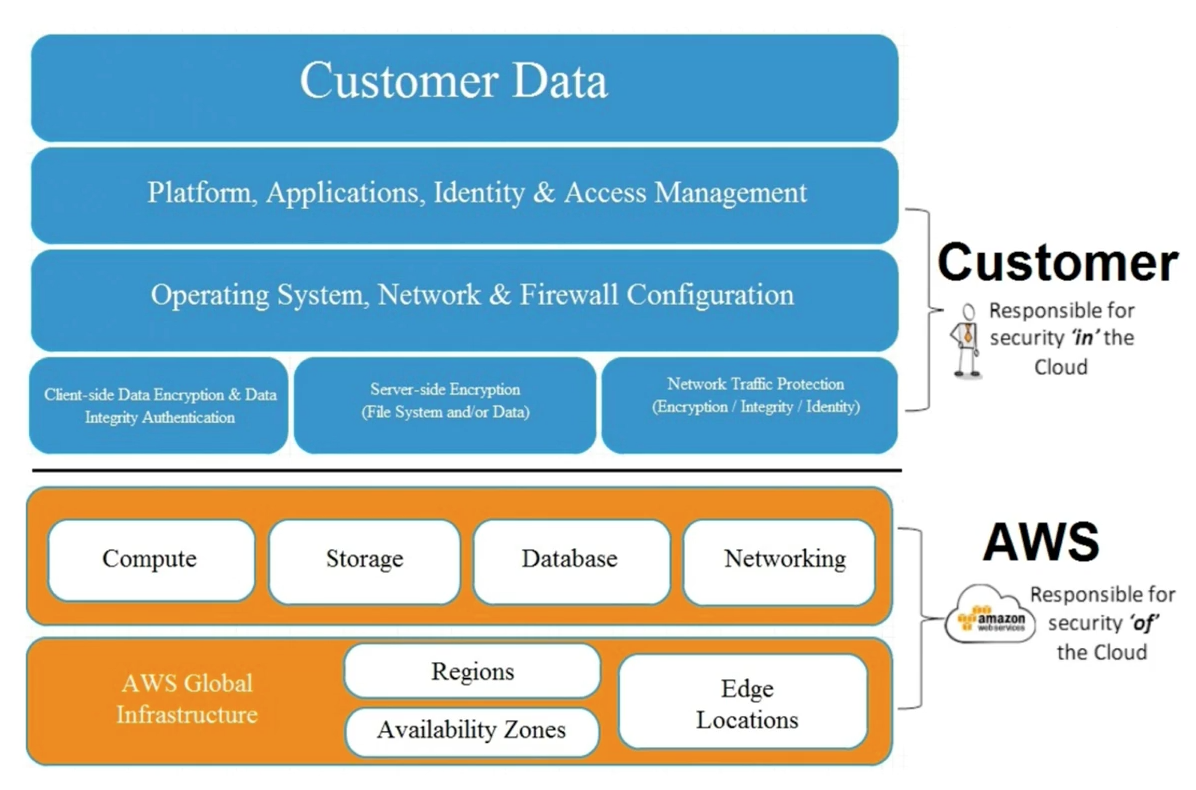 Customer Data
Platform, Applications, Identity & Access Management
Operating System, Network & Firewall Configuration
Client-side Data Encryption & Data
Integrity Authentication
Server-side Encryption
(File System and/or Data)
Network Traffic Protection
(Encryption / Integrity / Identity)
Customer
Responsible for
security ‘in’ the
Cloud
Compute
Storage
Database
Networking
AWS Global
Infrastructure
Regions
Availability Zones
Edge
Locations
AWS
amazon
webservices
Responsible for
security ‘of’
the Cloud